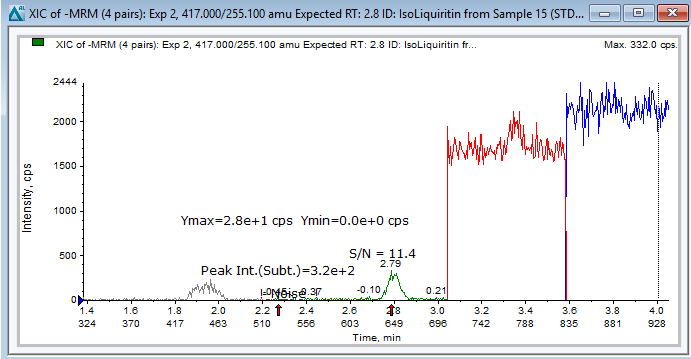 XIC of -MRM (4 pairs): Exp 2, 417.000/255.100 amu Expected RT: 2.8 ID: IsoLiquiritin from Sample 15 (STD...
XIC of -MRM (4 pairs): Exp 2, 417.000/255.100 amu Expected RT: 2.8 ID: IsoLiquiritin fr... Max. 332.0 cps.
2444
2000
1500
1000
500
0
Intensity, cps
Ymax=2.8e+1 cps Ymin=0.0e+0 cps
S/N = 11.4
2.79
Peak Int.(Subt.)=3.2e+2
-0.45 -0.37 -0.10 0.21
Noise
1.4 1.6 1.8 2.0 2.2 2.4 2.6 2.8 3.0 3.2 3.4 3.6 3.8 4.0
324 370 417 463 510 556 603 649 696 742 788 835 881 928
Time, min